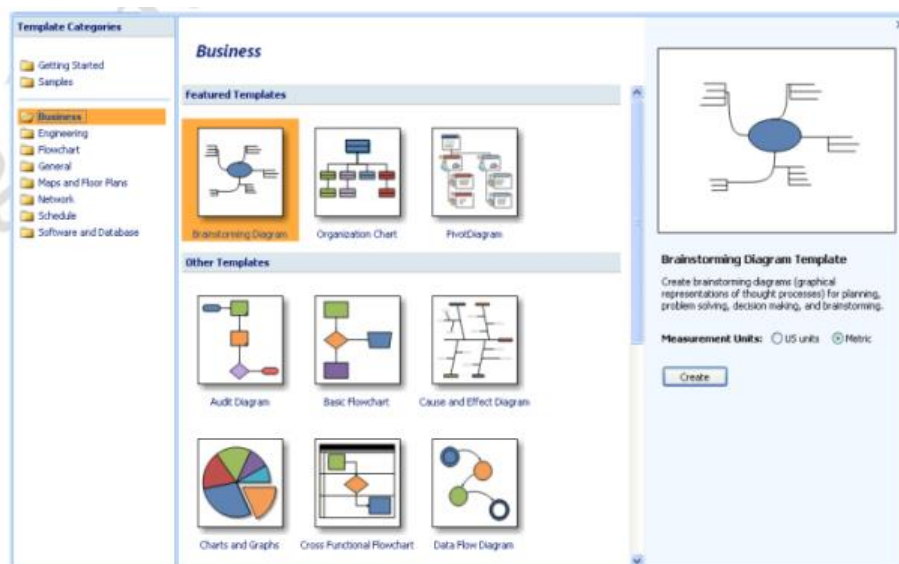 Template Categories
Getting Started
Samples
Business
Engineering
Flowchart
General
Maps and Floor Plans
Network
Schedule
Software and Database
Business
Featured Templates
Brainstorming Diagram
Organization Chart
PivotDiagram
Other Templates
Audit Diagram
Basic Flowchart
Cause and Effect Diagram
Charts and Graphs
Cross Functional Flowchart
Data Flow Diagram
Brainstorming Diagram Template
Create brainstorming diagrams (graphical
representations of thought processes) for planning,
problem solving, decision making, and brainstorming.
Measurement Units: US units Metric
Create